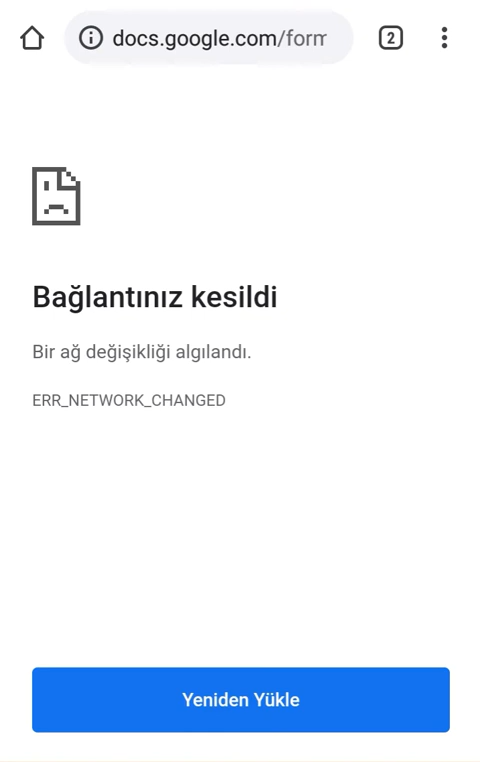 docs.google.com/form
2
Bağlantınız kesildi
Bir ağ değişikliği algılandı.
ERR_NETWORK_CHANGED
Yeniden Yükle